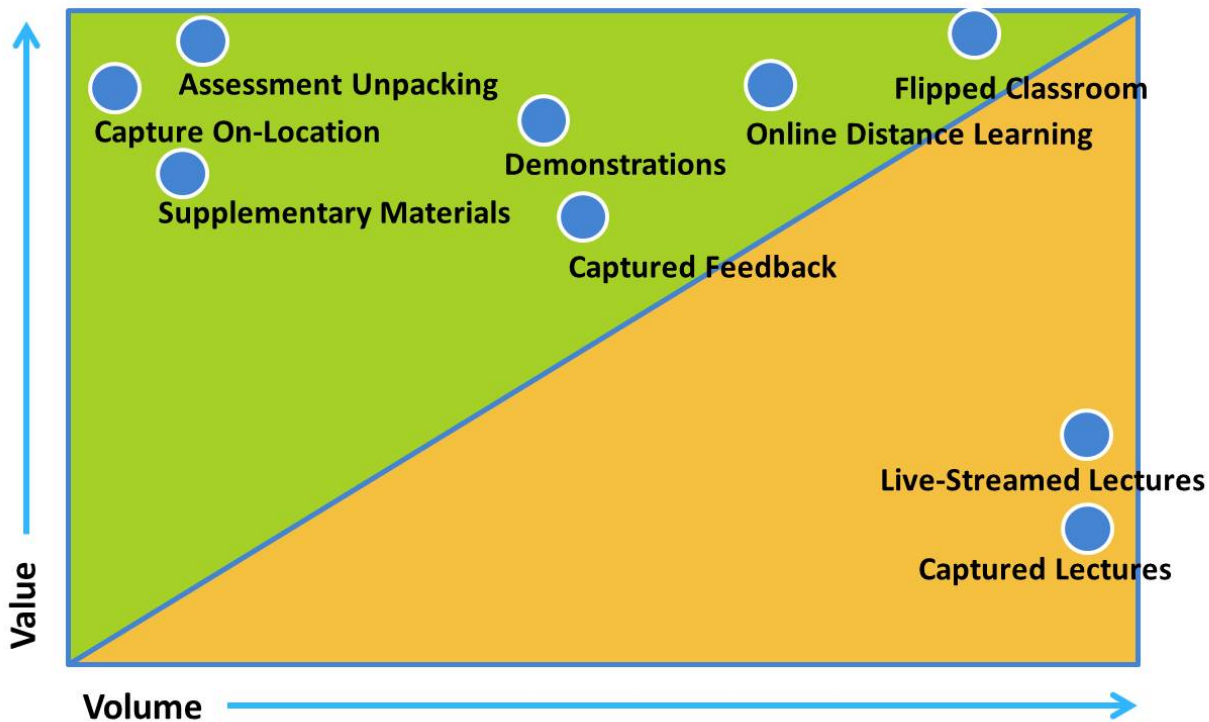 Assessment Unpacking
Flipped Classroom
Capture On-Location
Online Distance Learning
Demonstrations
Supplementary Materials
Captured Feedback
Live-Streamed Lectures
Captured Lectures
Value
Volume